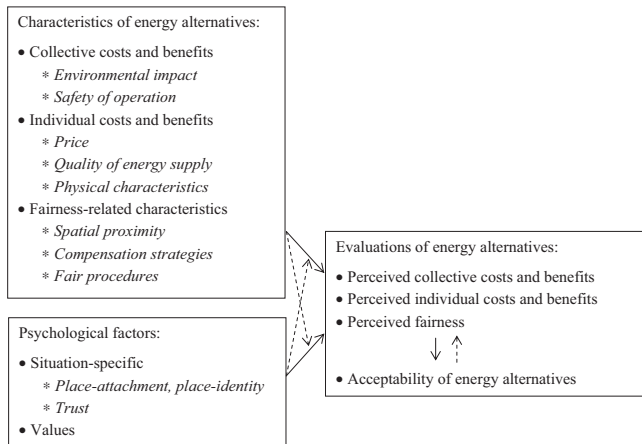 Characteristics of energy alternatives:
• Collective costs and benefits
* Environmental impact
* Safety of operation
• Individual costs and benefits
* Price
* Quality of energy supply
* Physical characteristics
• Fairness-related characteristics
* Spatial proximity
* Compensation strategies
* Fair procedures
Psychological factors:
• Situation-specific
* Place-attachment, place-identity
* Trust
• Values
Evaluations of energy alternatives:
• Perceived collective costs and benefits
• Perceived individual costs and benefits
• Perceived fairness
• Acceptability of energy alternatives